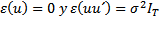 ε(u) = 0 y ε(uu′) = σ²I_T